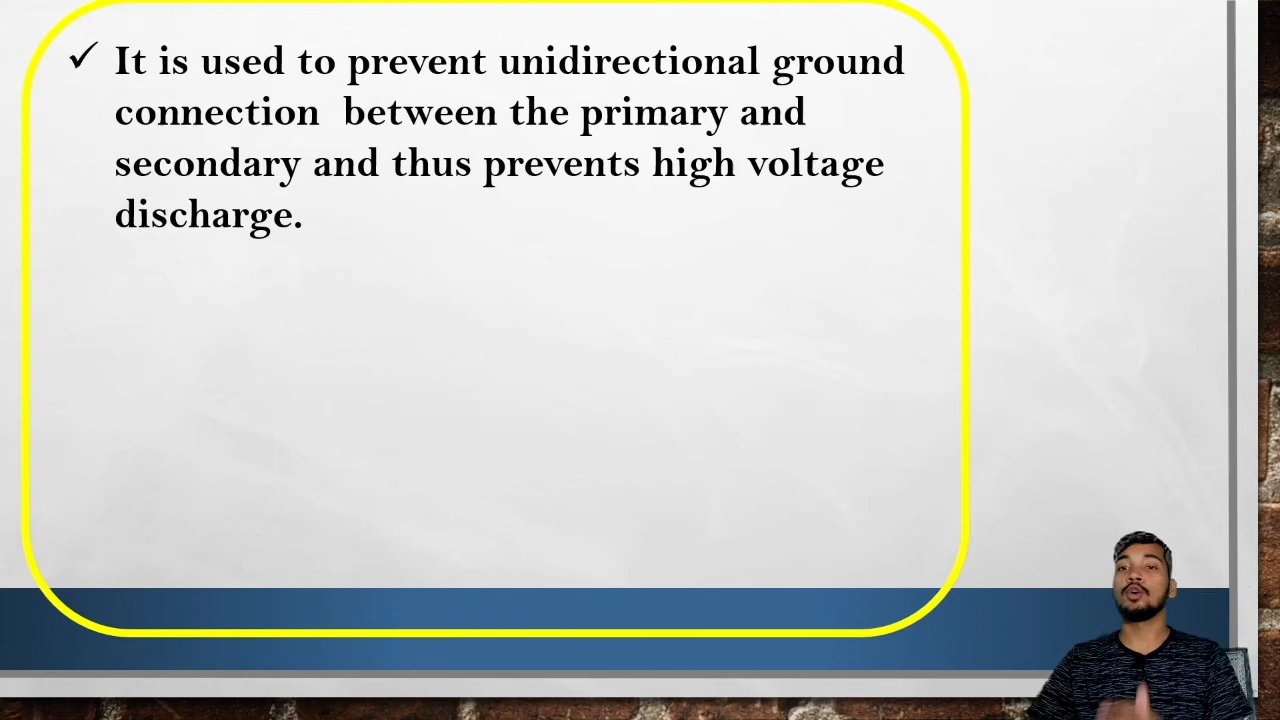 ✓ It is used to prevent unidirectional ground
connection between the primary and
secondary and thus prevents high voltage
discharge.